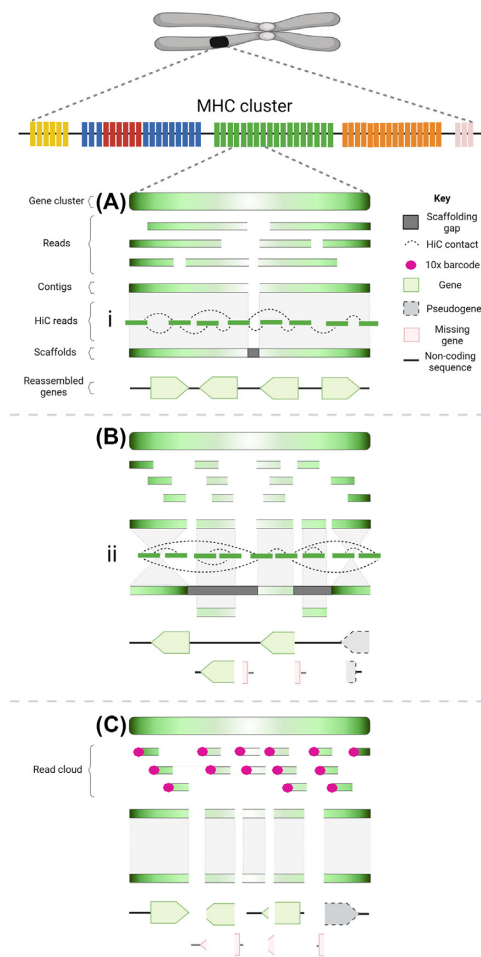 MHC cluster
(A)
Gene cluster
Reads
Contigs
HiC reads
i
Scaffolds
Reassembled
genes
Key
Scaffolding
gap
HiC contact
10x barcode
Gene
Pseudogene
Missing
gene
Non-coding
sequence
(B)
ii
(C)
Read cloud